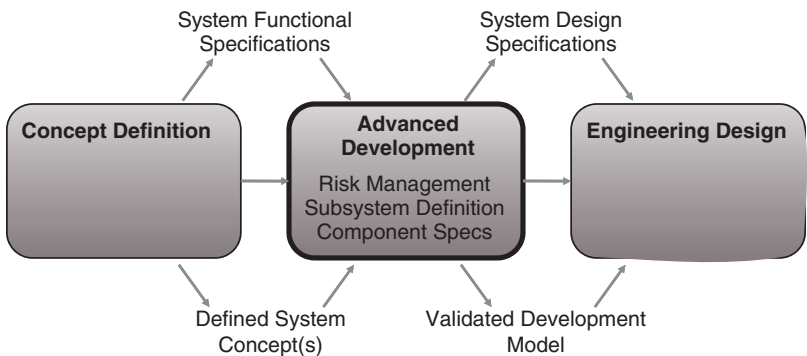 System Functional
Specifications
System Design
Specifications
Concept Definition
Advanced
Development
Risk Management
Subsystem Definition
Component Specs
Engineering Design
Defined System
Concept(s)
Validated Development
Model